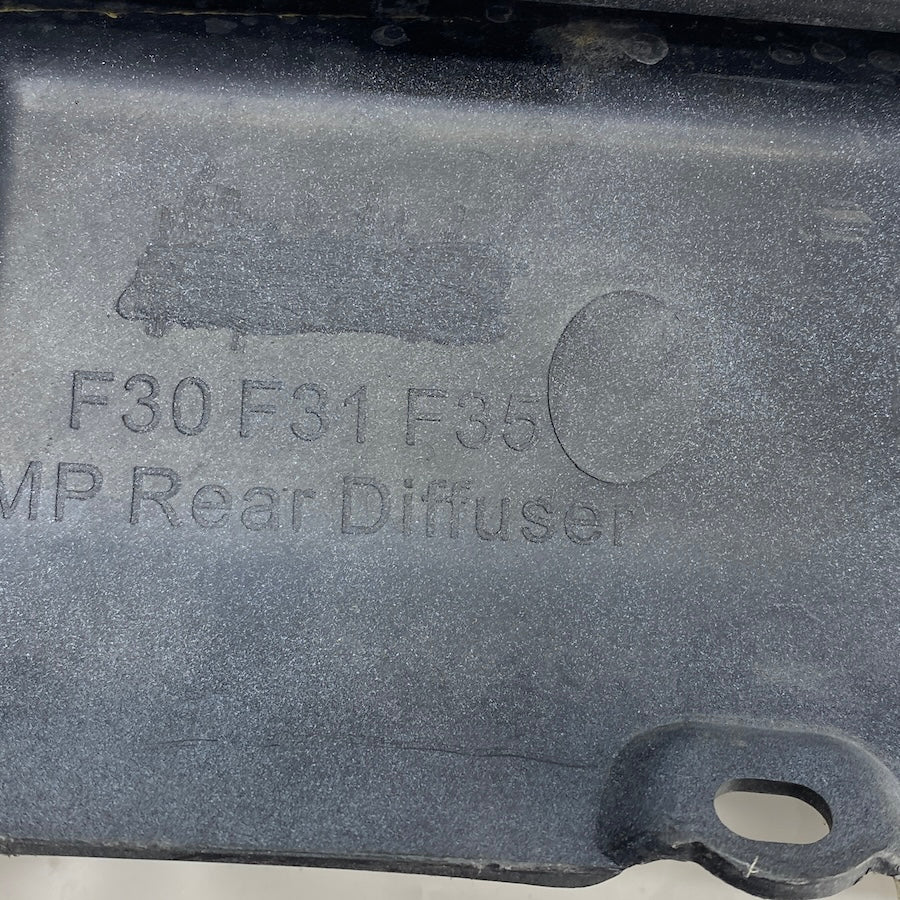 F30 F31 F35
MP Rear Diffuser